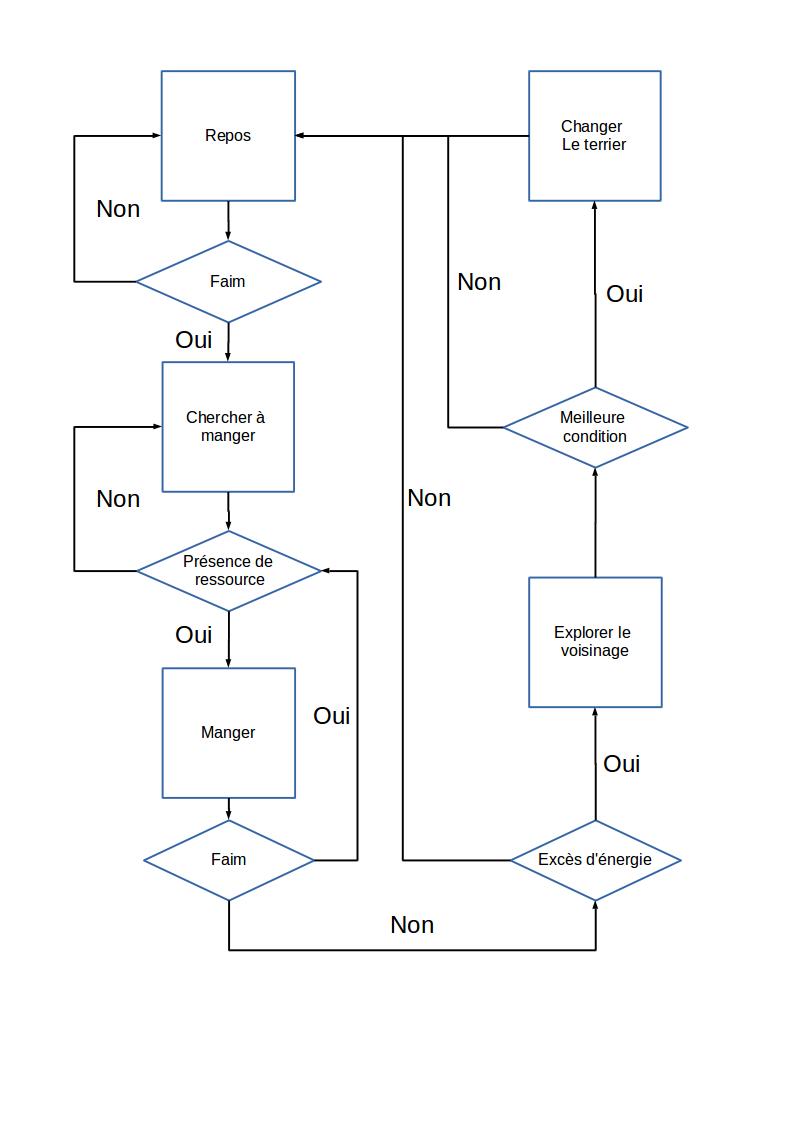 Repos
Non
Faim
Oui
Chercher à
manger
Non
Présence de
ressource
Oui
Manger
Oui
Faim
Non
Excès d'énergie
Oui
Explorer le
voisinage
Non
Meilleure
condition
Non
Oui
Changer
Le terrier